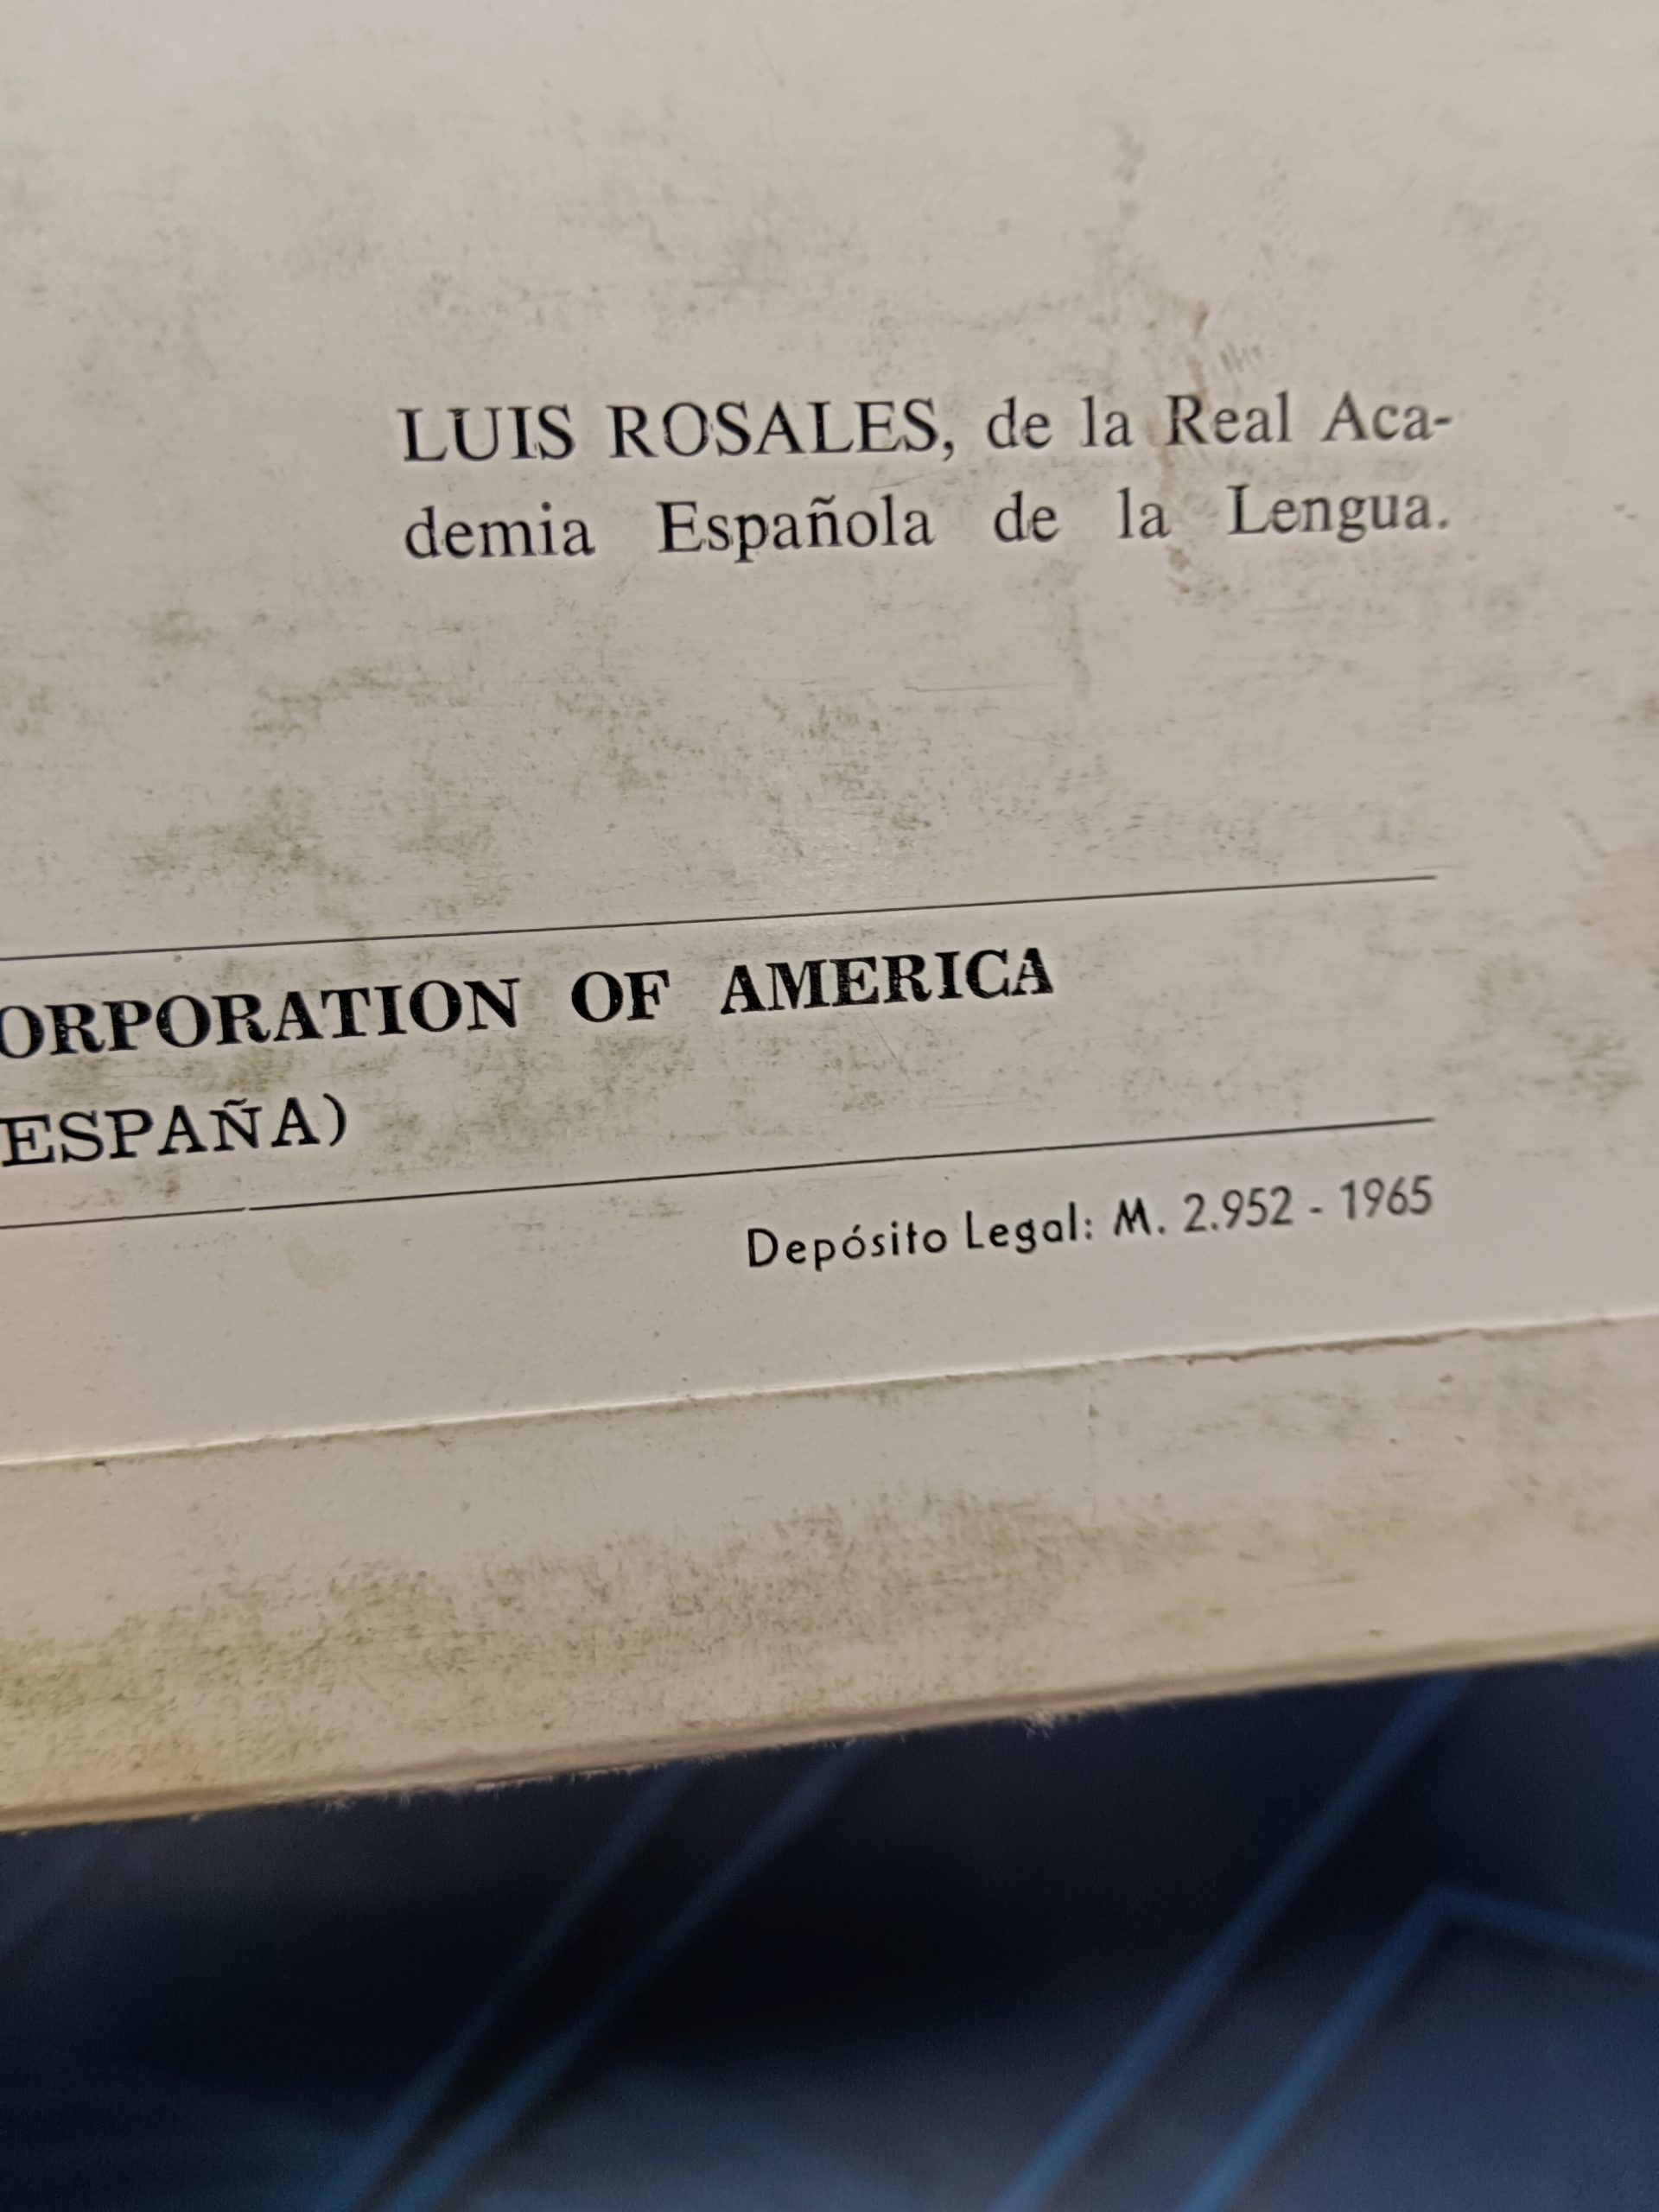 LUIS ROSALES, de la Real Aca-
demia Española de la Lengua.
ORPORATION OF AMERICA
ESPAÑA)
Depósito Legal: M. 2.952 - 1965